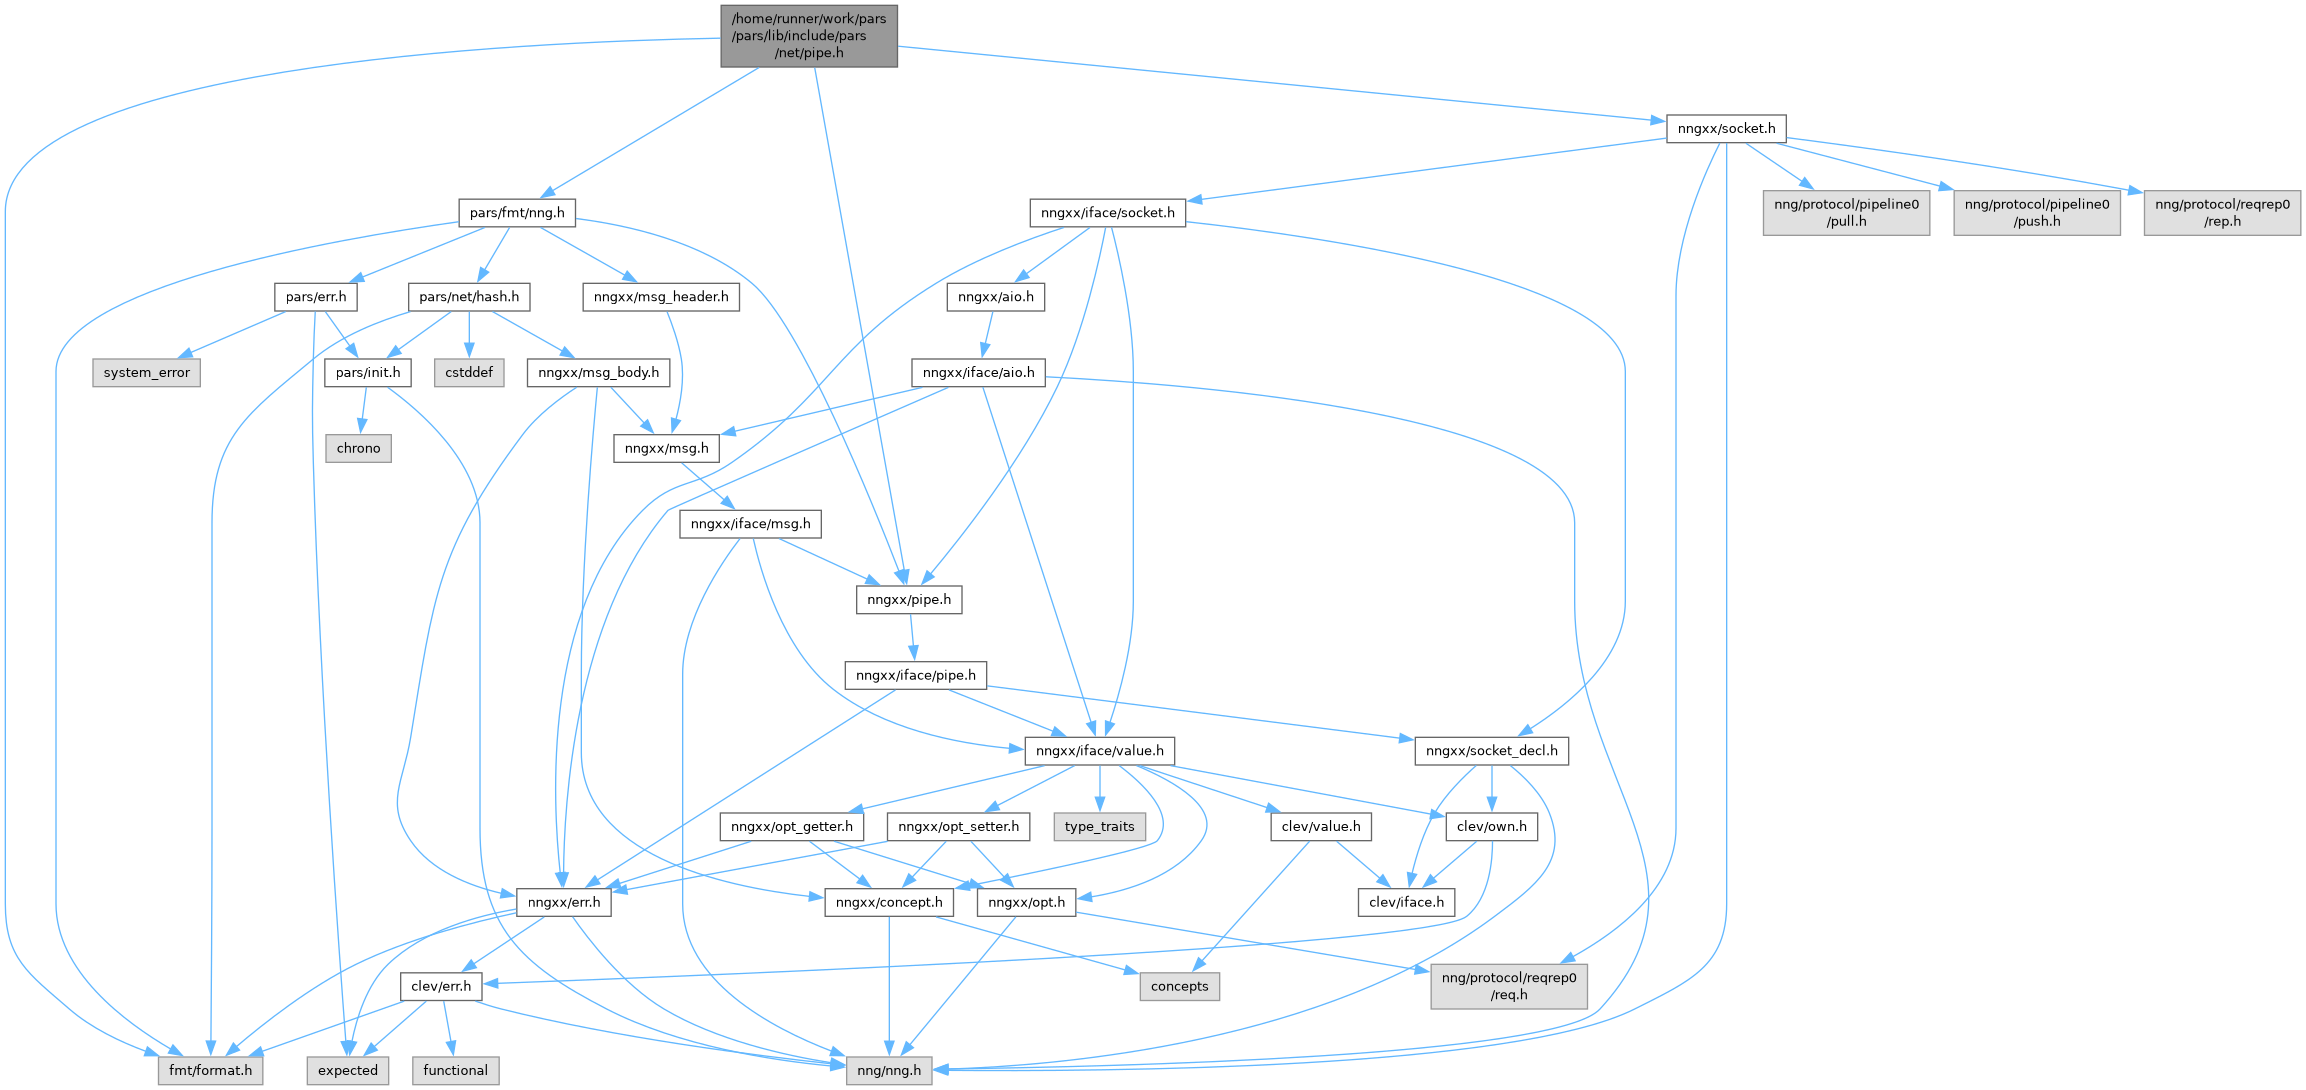 /home/runner/work/pars
/pars/lib/include/pars
/net/pipe.h
nngxx/socket.h
pars/fmt/nng.h
nngxx/iface/socket.h
nng/protocol/pipeline0
/pull.h
nng/protocol/pipeline0
/push.h
nng/protocol/reqrep0
/rep.h
pars/err.h
pars/net/hash.h
nngxx/msg_header.h
nngxx/aio.h
system_error
pars/init.h
cstddef
nngxx/msg_body.h
nngxx/iface/aio.h
chrono
nngxx/msg.h
nngxx/iface/msg.h
nngxx/pipe.h
nngxx/iface/pipe.h
nngxx/iface/value.h
nngxx/socket_decl.h
nngxx/opt_getter.h
nngxx/opt_setter.h
type_traits
clev/value.h
clev/own.h
nngxx/err.h
nngxx/concept.h
nngxx/opt.h
clev/iface.h
clev/err.h
concepts
nng/protocol/reqrep0
/req.h
fmt/format.h
expected
functional
nng/nng.h